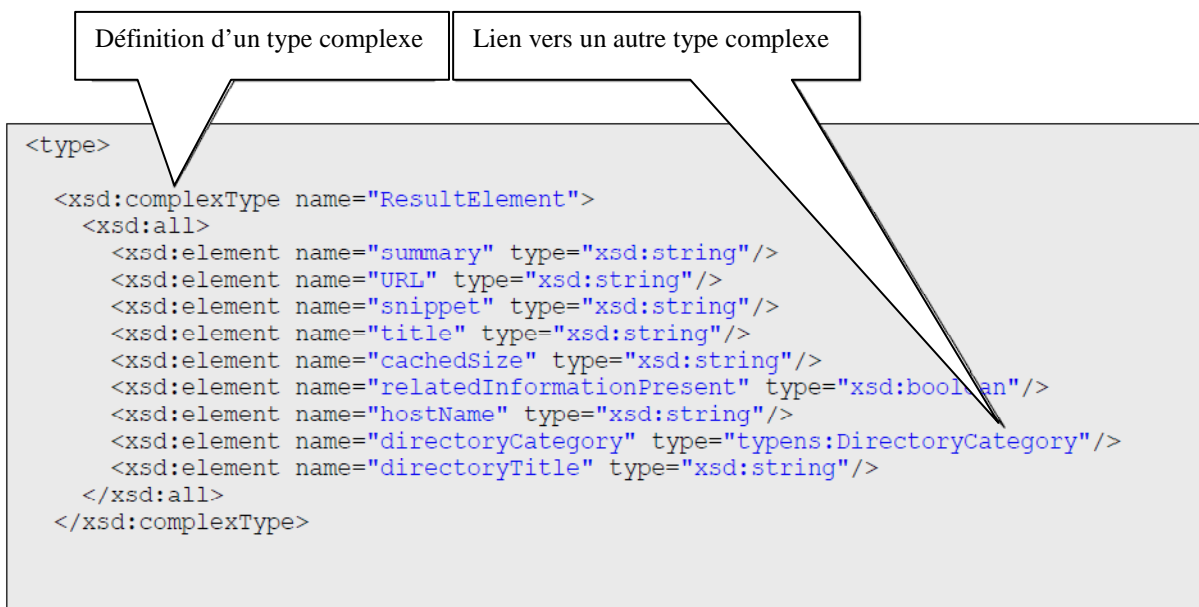 Définition d'un type complexe
Lien vers un autre type complexe
<type>
<xsd:complexType name="ResultElement">
<xsd:all>
<xsd:element name="summary" type="xsd:string"/>
<xsd:element name="URL" type="xsd:string"/>
<xsd:element name="snippet" type="xsd:string"/>
<xsd:element name="title" type="xsd:string"/>
<xsd:element name="cachedSize" type="xsd:string"/>
<xsd:element name="relatedInformationPresent" type="xsd:boolean"/>
<xsd:element name="hostName" type="xsd:string"/>
<xsd:element name="directoryCategory" type="typens:DirectoryCategory"/>
<xsd:element name="directoryTitle" type="xsd:string"/>
</xsd:all>
</xsd:complexType>